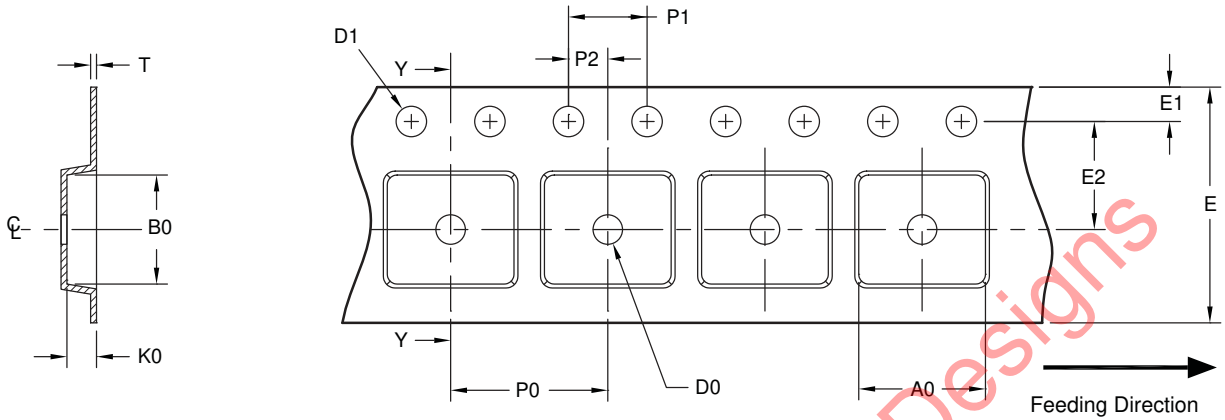 P1
D1
P2
T
Y
E1
E2
E
B0
℄
Y
K0
P0
D0
A0
Feeding Direction
Designs